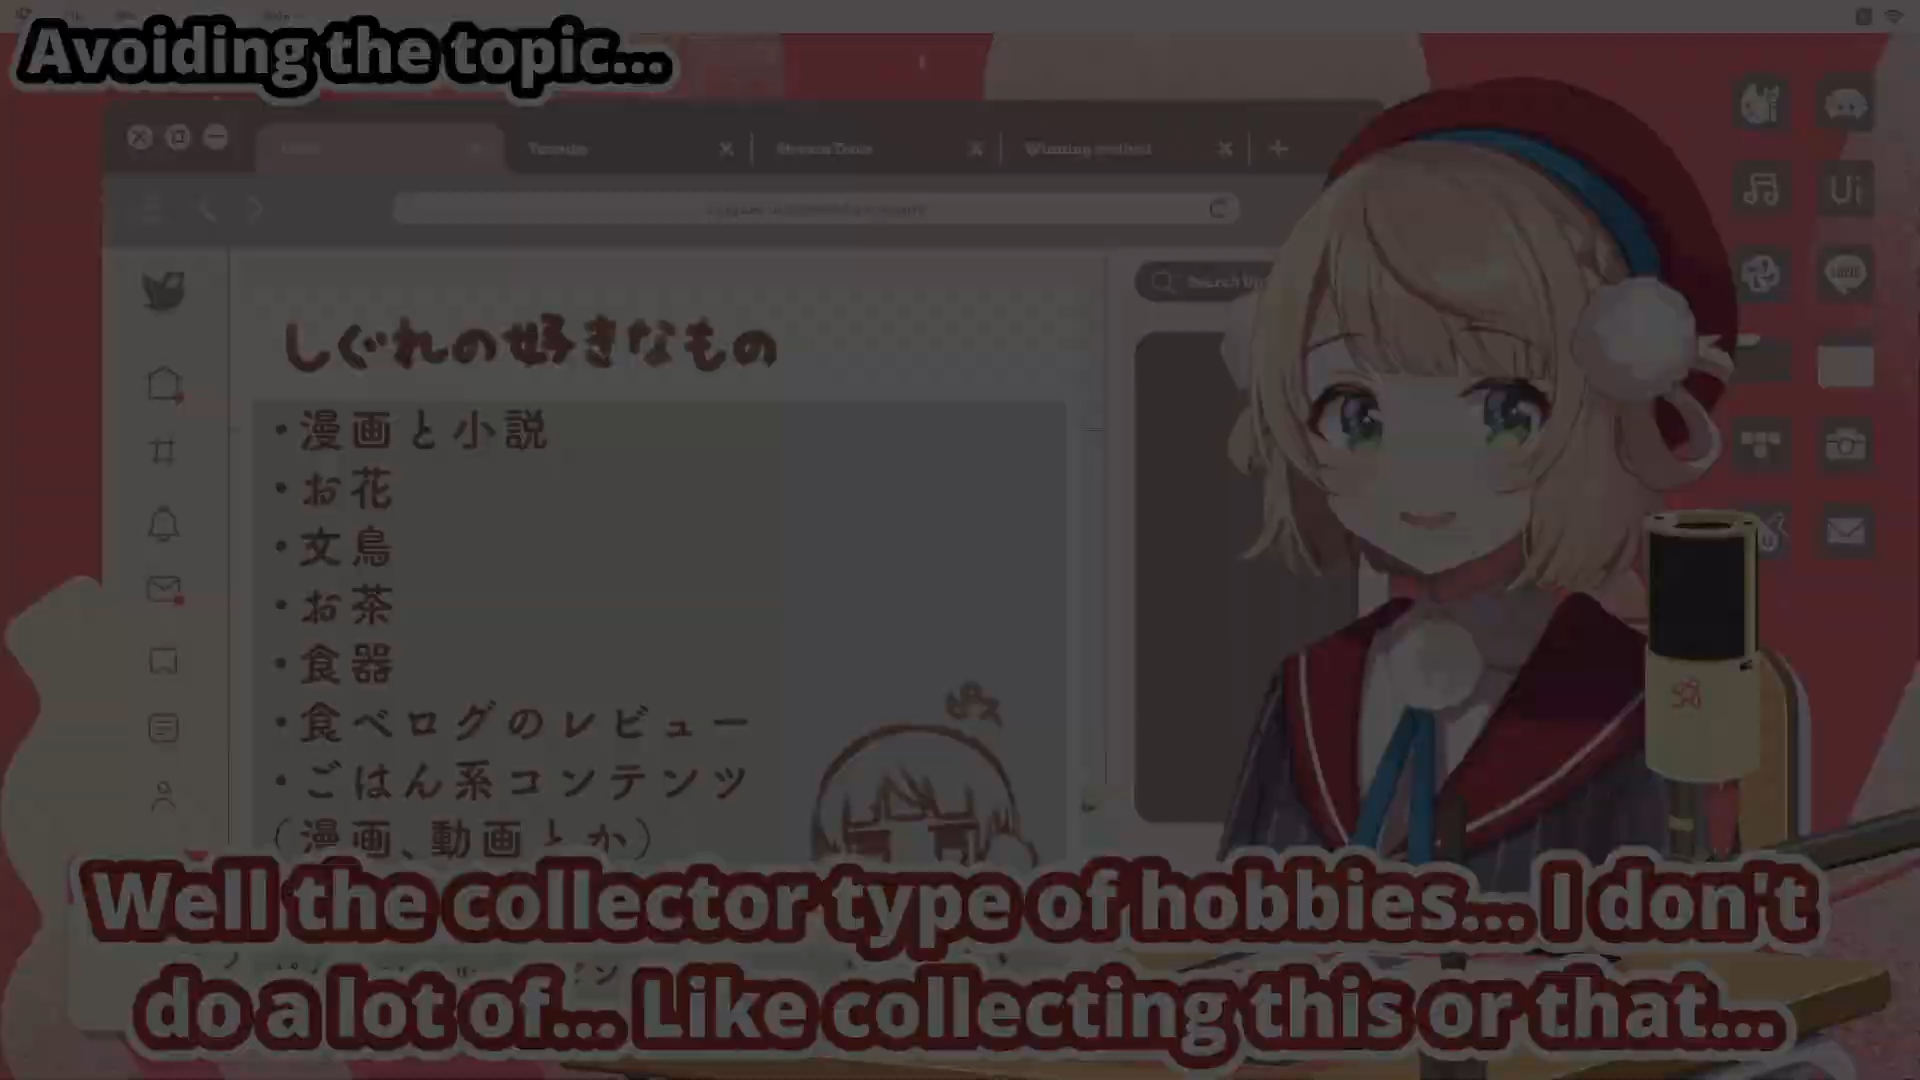 Avoiding the topic...
Winning method
Ui
しぐれの好きなもの
・漫画と小説
・お花
・文鳥
・お茶
・食器
・食べログのレビュー
・ごはん系コンテンツ
(漫画、動画とか)
Well the collector type of hobbies... I don't
do a lot of... Like collecting this or that...